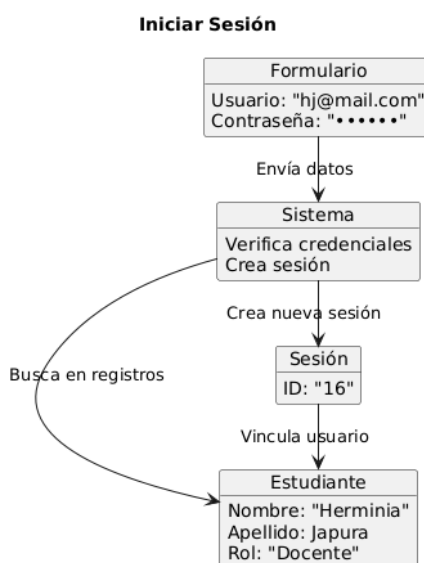 Iniciar Sesión
Formulario
Usuario: "hj@mail.com"
Contraseña: "••••••"
Envía datos
Sistema
Verifica credenciales
Crea sesión
Crea nueva sesión
Busca en registros
Sesión
ID: "16"
Vincula usuario
Estudiante
Nombre: "Herminia"
Apellido: Japura
Rol: "Docente"